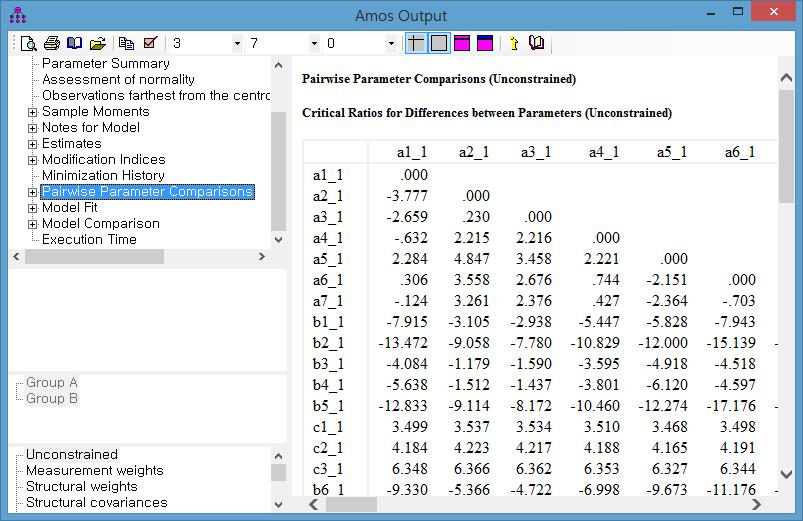 Amos Output
3 7 0
Parameter Summary
Assessment of normality
Observations farthest from the centro
Sample Moments
Notes for Model
Estimates
Modification Indices
Minimization History
Pairwise Parameter Comparisons
Model Fit
Model Comparison
Execution Time
Group A
Group B
Unconstrained
Measurement weights
Structural weights
Structural covariances
Pairwise Parameter Comparisons (Unconstrained)
Critical Ratios for Differences between Parameters (Unconstrained)
a1_1 a2_1 a3_1 a4_1 a5_1 a6_1
a1_1 .000
a2_1 -3.777 .000
a3_1 -2.659 .230 .000
a4_1 -.632 2.215 2.216 .000
a5_1 2.284 4.847 3.458 2.221 .000
a6_1 .306 3.558 2.676 .744 -2.151 .000
a7_1 -.124 3.261 2.376 .427 -2.364 -.703
b1_1 -7.915 -3.105 -2.938 -5.447 -5.828 -7.943
b2_1 -13.472 -9.058 -7.780 -10.829 -12.000 -15.139 -
b3_1 -4.084 -1.179 -1.590 -3.595 -4.918 -4.518
b4_1 -5.638 -1.512 -1.437 -3.801 -6.120 -4.597
b5_1 -12.833 -9.114 -8.172 -10.460 -12.274 -17.176 -
c1_1 3.499 3.537 3.534 3.510 3.468 3.498
c2_1 4.184 4.223 4.217 4.188 4.165 4.191
c3_1 6.348 6.366 6.362 6.353 6.327 6.344
b6_1 -9.330 -5.366 -4.722 -6.998 -9.673 -11.176 -